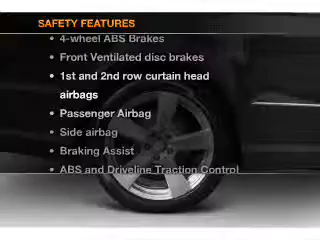 SAFETY FEATURES
• 4-wheel ABS Brakes
• Front Ventilated disc brakes
• 1st and 2nd row curtain head
airbags
• Passenger Airbag
• Side airbag
• Braking Assist
• ABS and Driveline Traction Control